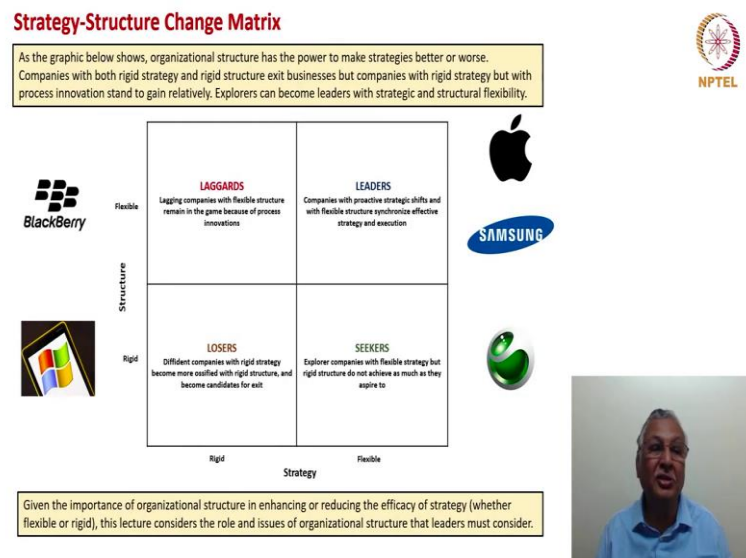 Strategy-Structure Change Matrix
As the graphic below shows, organizational structure has the power to make strategies better or worse.
Companies with both rigid strategy and rigid structure exit businesses but companies with rigid strategy but with
process innovation stand to gain relatively. Explorers can become leaders with strategic and structural flexibility.
NPTEL
BlackBerry
SAMSUNG
Structure
Flexible
LAGGARDS
Lagging companies with flexible structure
remain in the game because of process
innovations
LEADERS
Companies with proactive strategic shifts and
with flexible structure synchronize effective
strategy and execution
Rigid
LOSERS
Diffident companies with rigid strategy
become more ossified with rigid structure, and
become candidates for exit
SEEKERS
Explorer companies with flexible strategy but
rigid structure do not achieve as much as they
aspire to
Rigid
Flexible
Strategy
Given the importance of organizational structure in enhancing or reducing the efficacy of strategy (whether
flexible or rigid), this lecture considers the role and issues of organizational structure that leaders must consider.